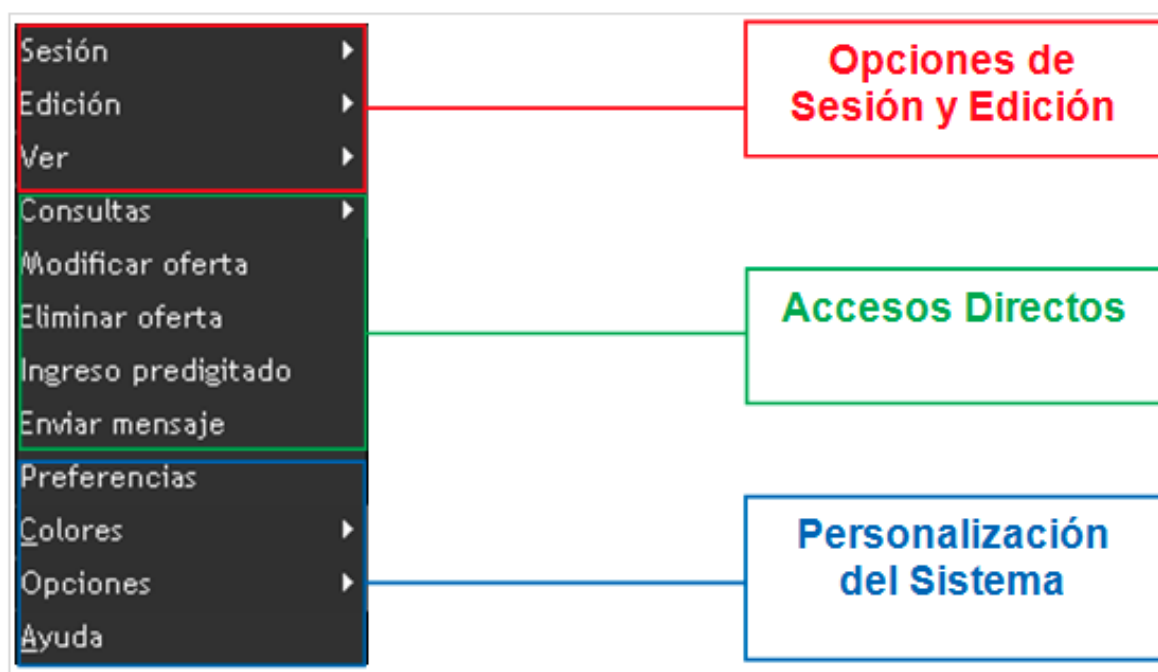 Sesión
Edición
Ver
Opciones de
Sesión y Edición
Consultas
Modificar oferta
Eliminar oferta
Ingreso predigitado
Enviar mensaje
Accesos Directos
Preferencias
Colores
Opciones
Ayuda
Personalización
del Sistema